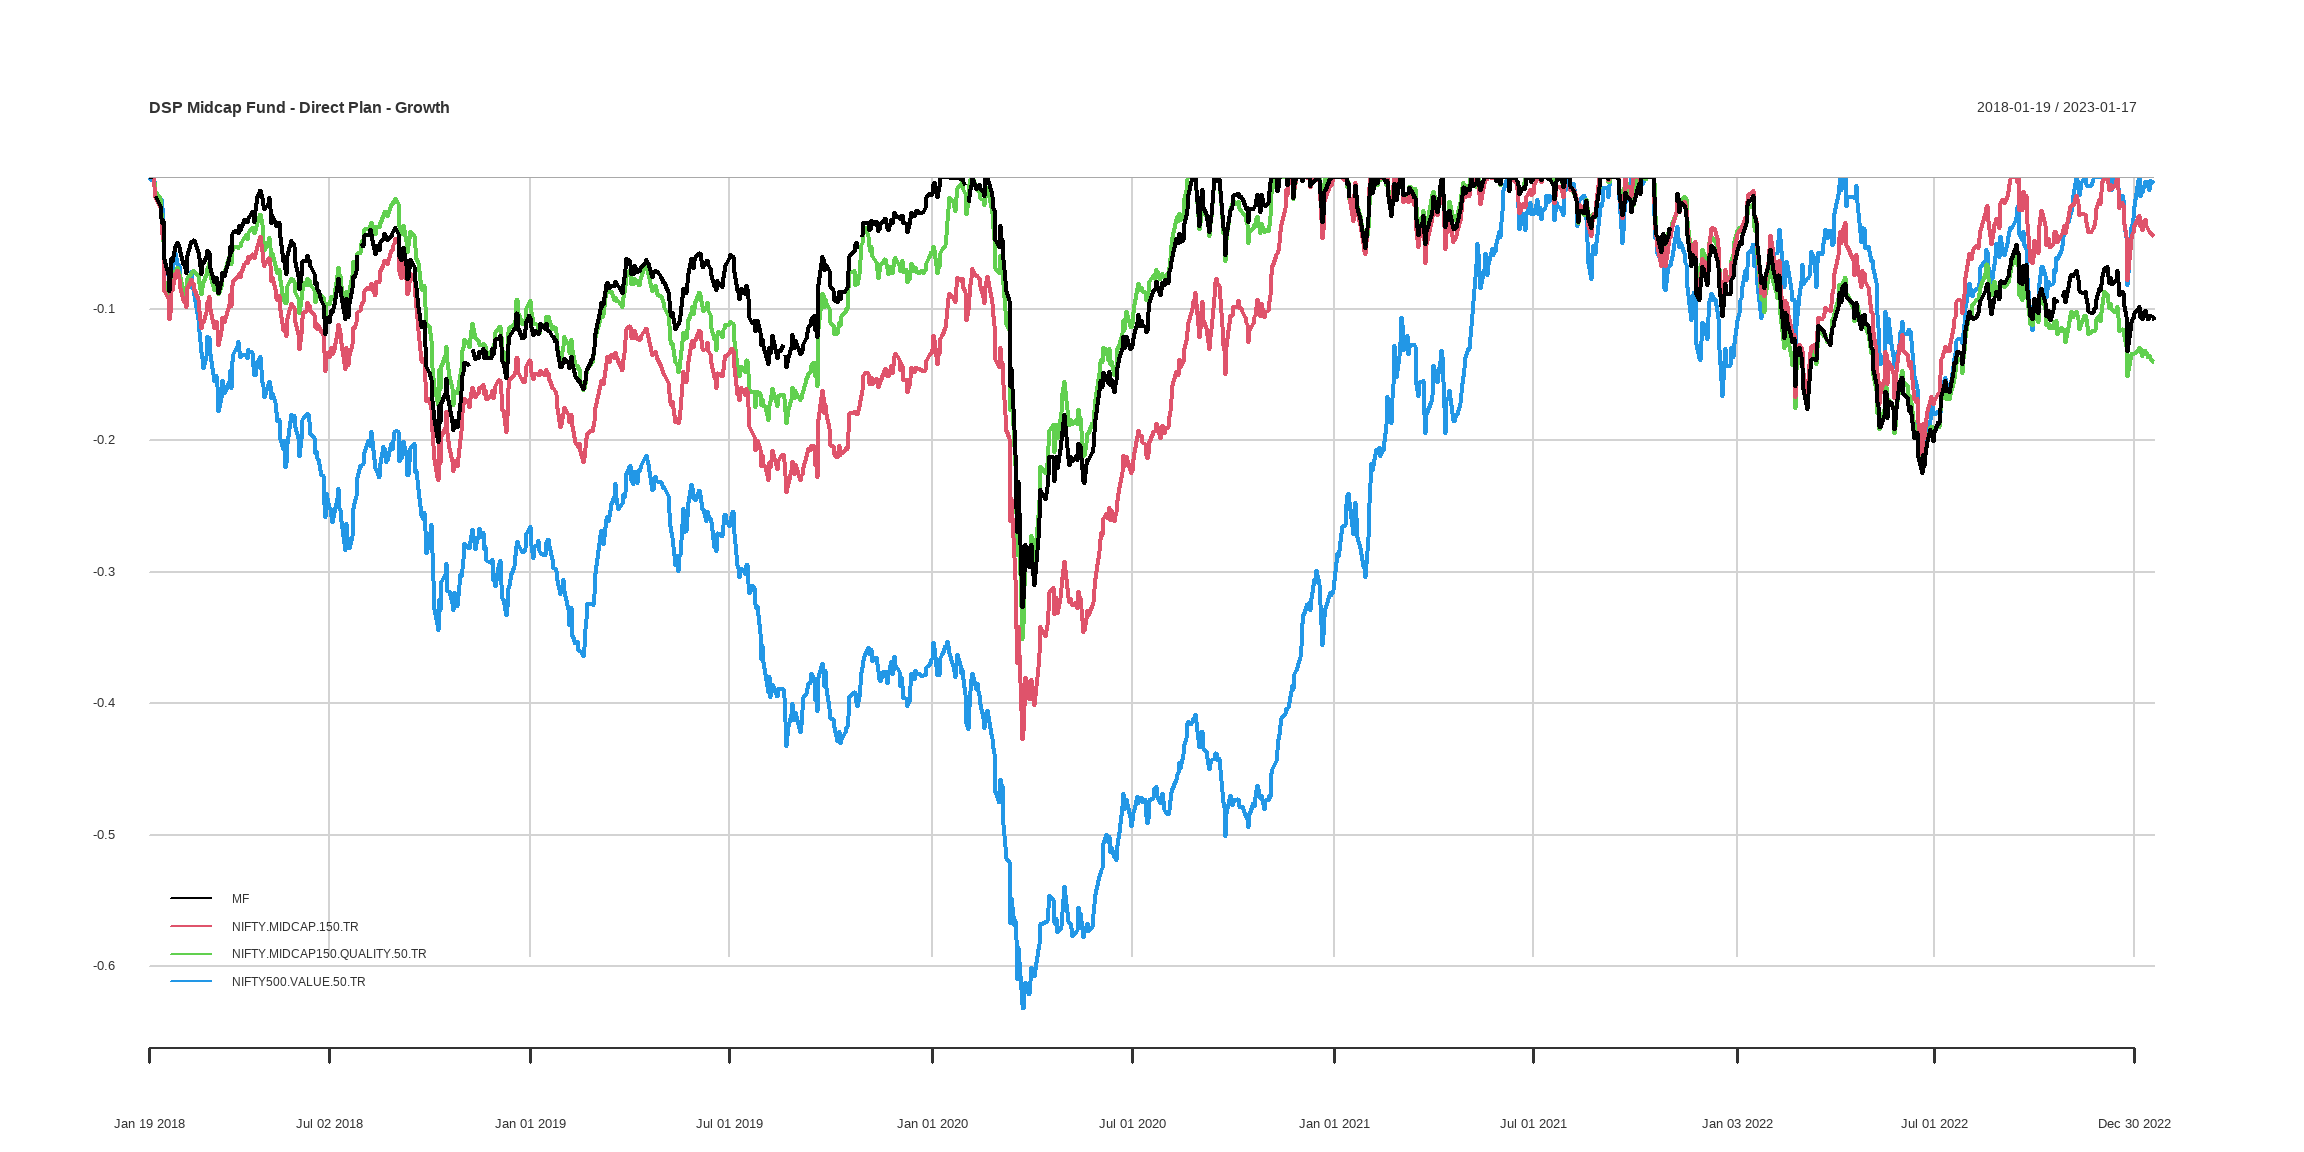 DSP Midcap Fund - Direct Plan - Growth
2018-01-19 / 2023-01-17
-0.1
-0.2
-0.3
-0.4
-0.5
-0.6
MF
NIFTY.MIDCAP.150.TR
NIFTY.MIDCAP150.QUALITY.50.TR
NIFTY500.VALUE.50.TR
Jan 19 2018 Jul 02 2018 Jan 01 2019 Jul 01 2019 Jan 01 2020 Jul 01 2020 Jan 01 2021 Jul 01 2021 Jan 03 2022 Jul 01 2022 Dec 30 2022